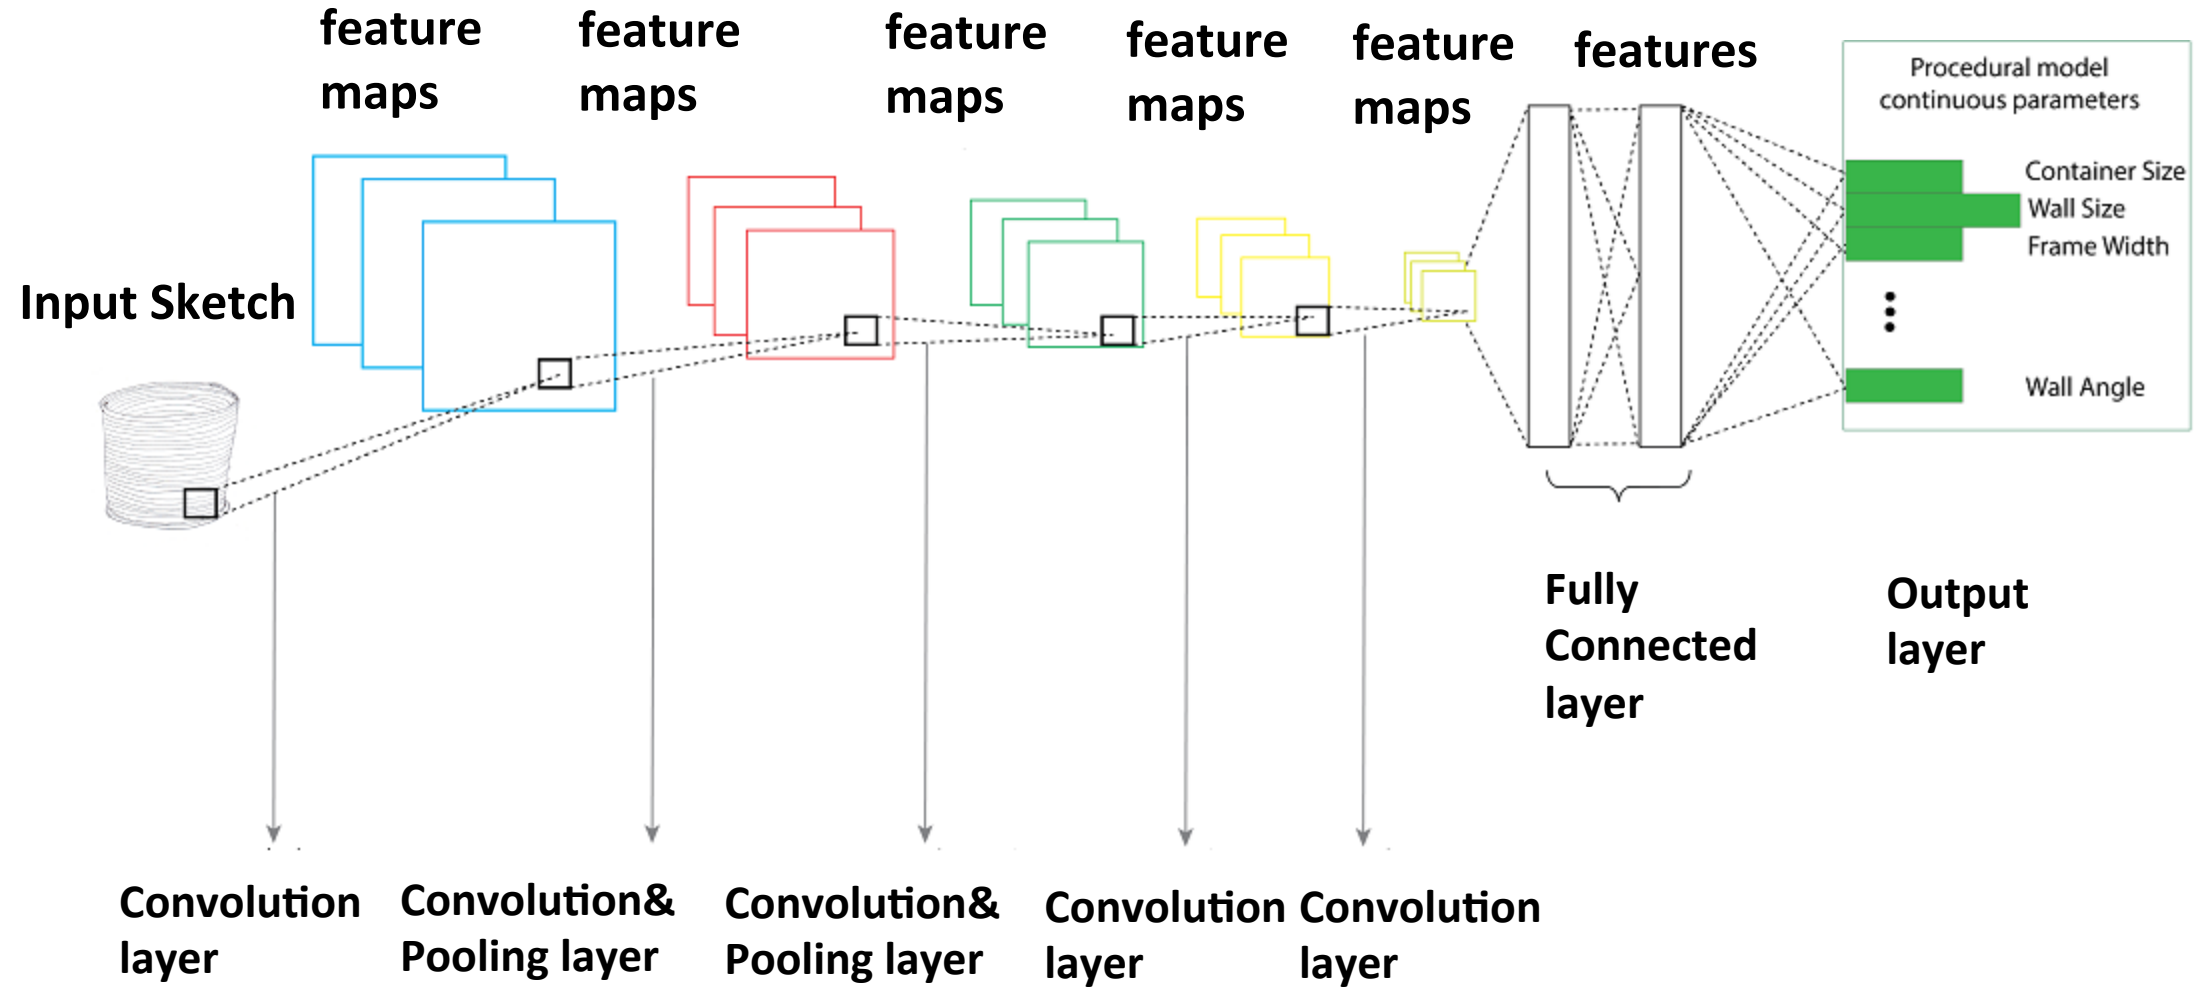 feature
maps
feature
maps
feature
maps
feature
maps
feature
maps
features
Procedural model
continuous parameters
Container Size
Wall Size
Frame Width
Wall Angle
Input Sketch
Fully
Connected
layer
Output
layer
Convolution
layer
Convolution&
Pooling layer
Convolution&
Pooling layer
Convolution
layer
Convolution
layer